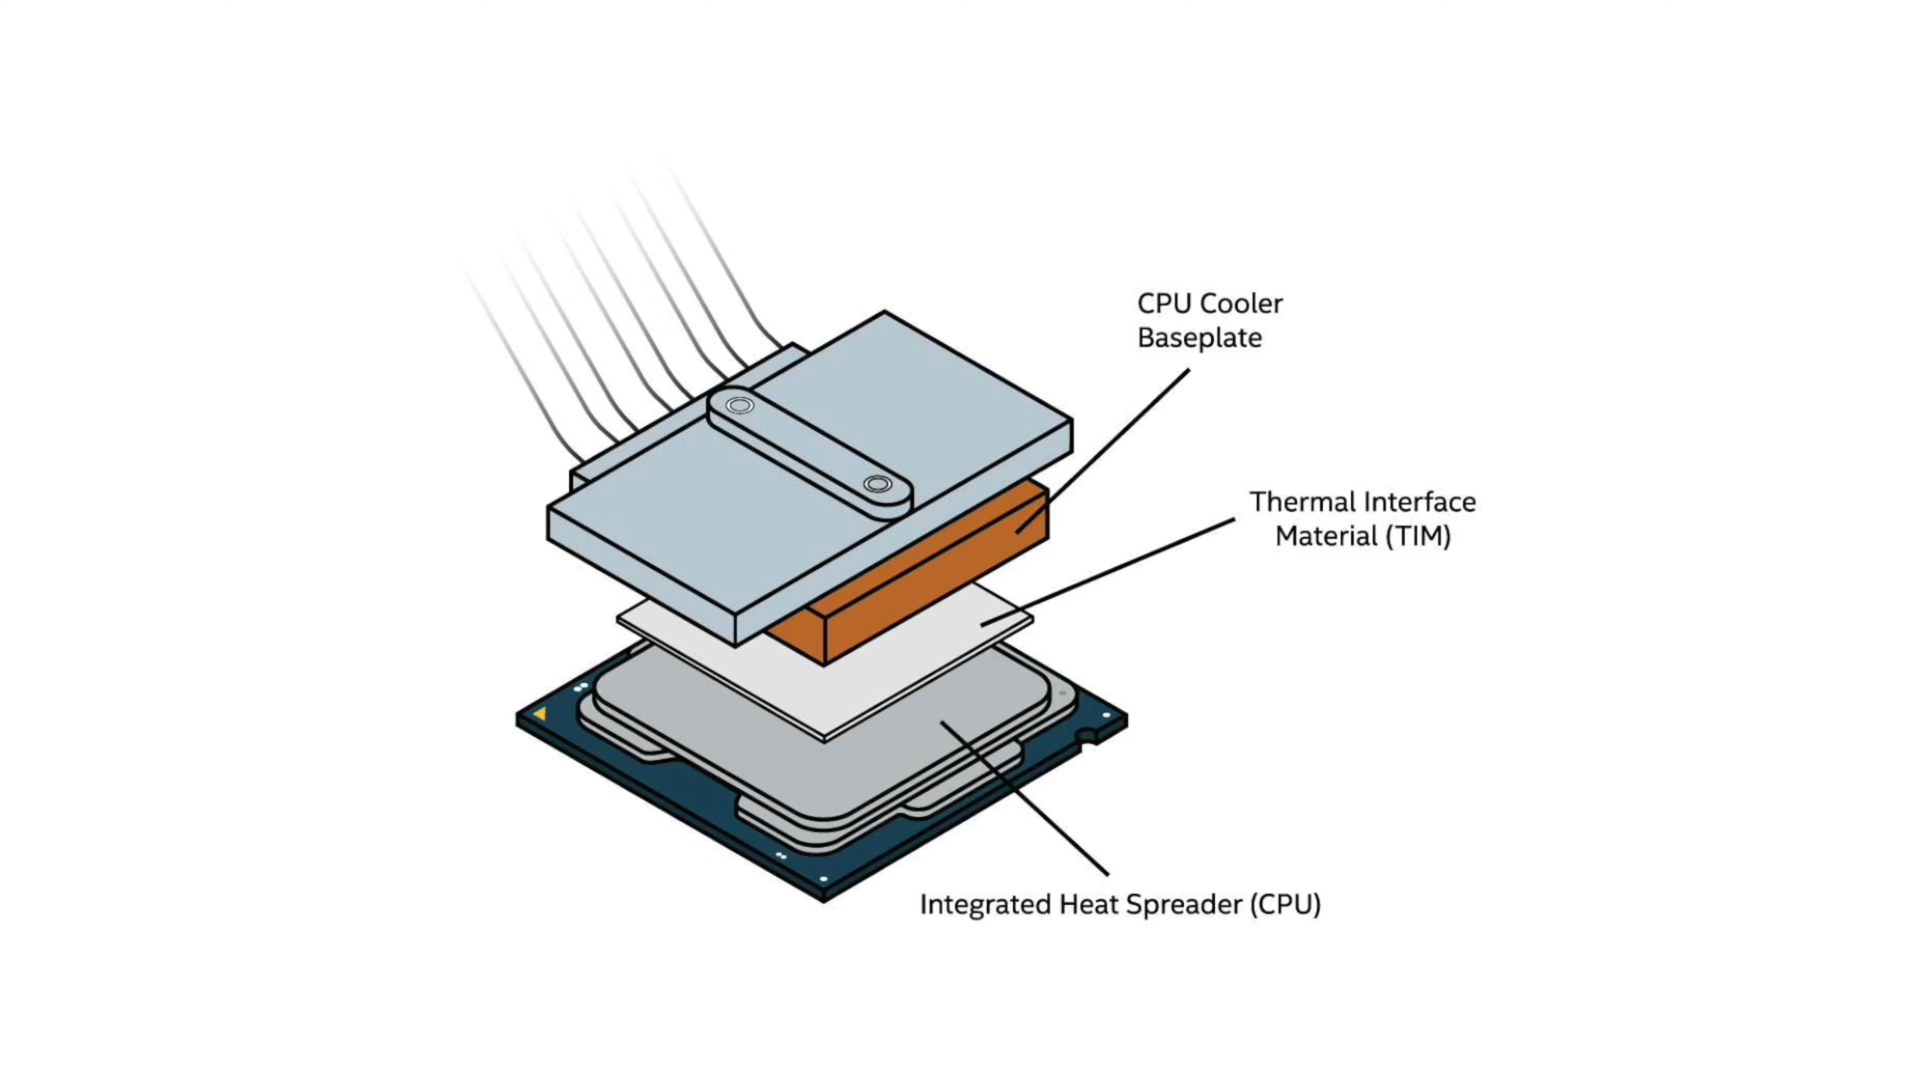 CPU Cooler
Baseplate
Thermal Interface
Material (TIM)
Integrated Heat Spreader (CPU)